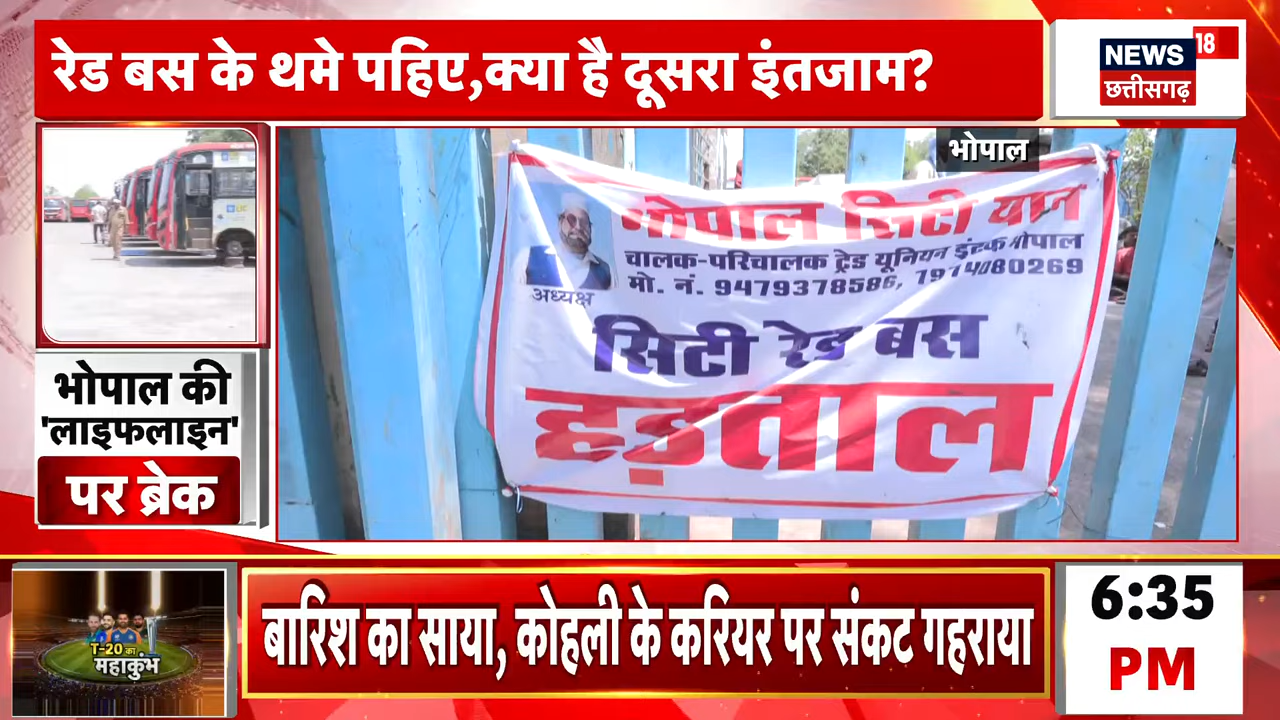 रेड बस के थमे पहिए,क्या है दूसरा इंतजाम?
NEWS 18
छत्तीसगढ़
भोपाल
भोपाल सिटी यान
चालक-परिचालक ट्रेड यूनियन इंटक भोपाल
मो. नं. 9479378586, 7974080269
अध्यक्ष
सिटी रेड बस
हड़ताल
भोपाल की
'लाइफलाइन'
पर ब्रेक
T-20 का
महाकुंभ
बारिश का साया, कोहली के करियर पर संकट गहराया
6:35
PM